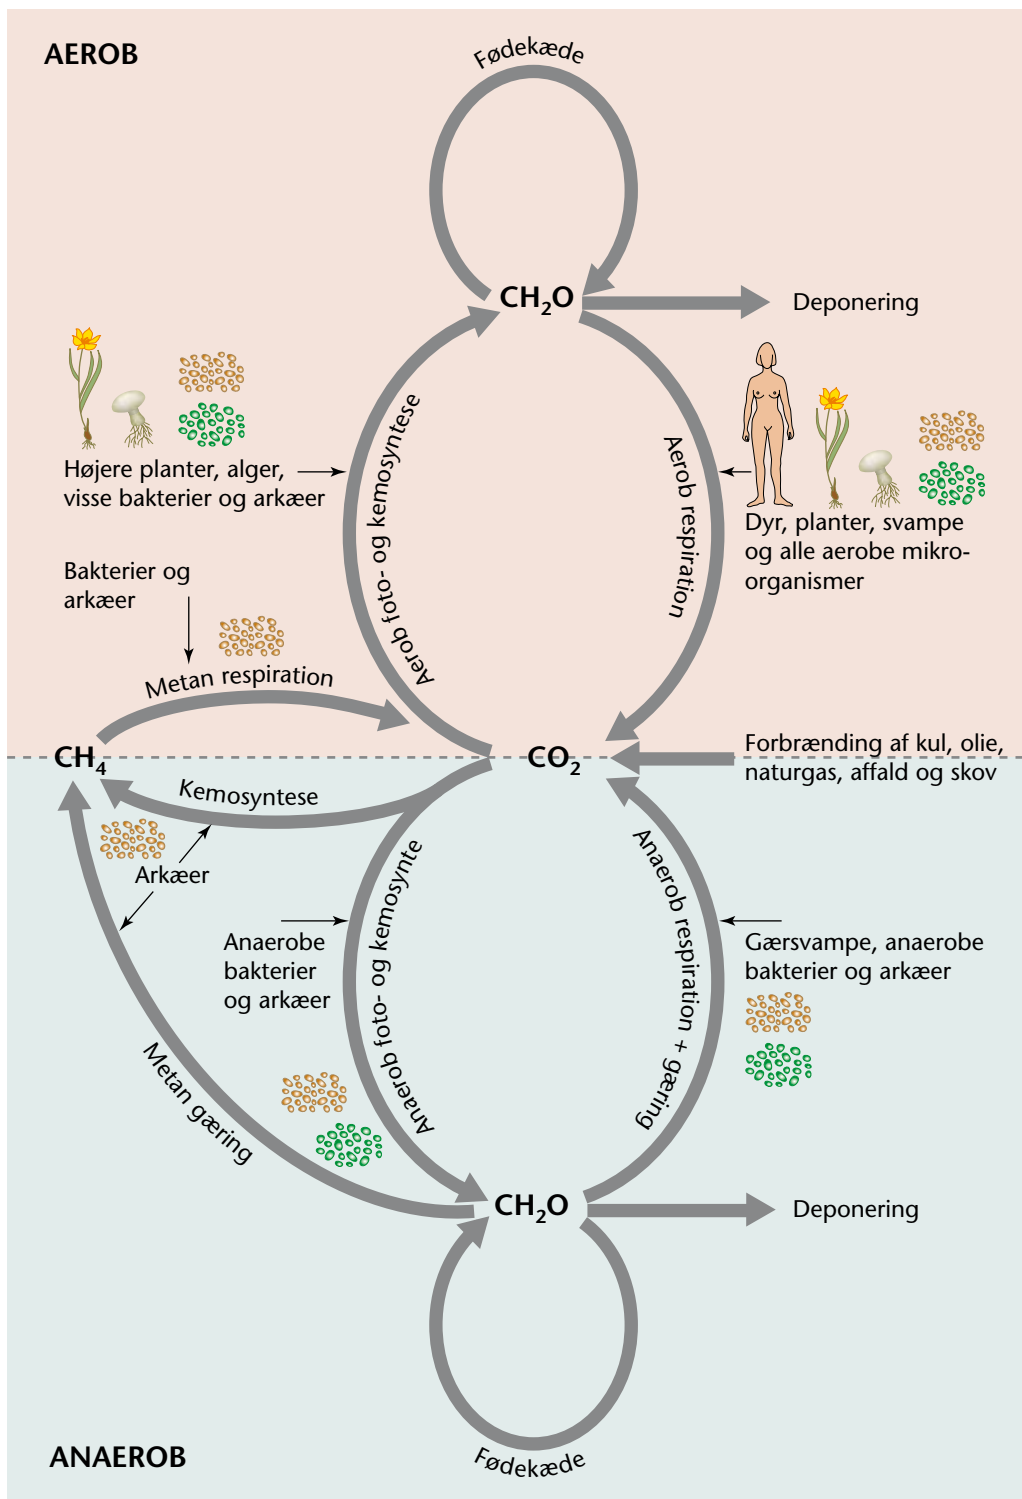 AEROB
Fødekæde
CH₂O
Deponering
Højere planter, alger,
visse bakterier og arkæer
Aerob foto- og kemosyntese
Aerob respiration
Dyr, planter, svampe
og alle aerobe mikro-
organismer
Bakterier og
arkæer
Metan respiration
CH₄
CO₂
Forbrænding af kul, olie,
naturgas, affald og skov
Kemosyntese
Arkæer
Anaerobe
bakterier
og arkæer
Anaerob foto- og kemosynte
Anaerob respiration + gæring
Gærsvampe, anaerobe
bakterier og arkæer
Metan gæring
CH₂O
Deponering
Fødekæde
ANAEROB